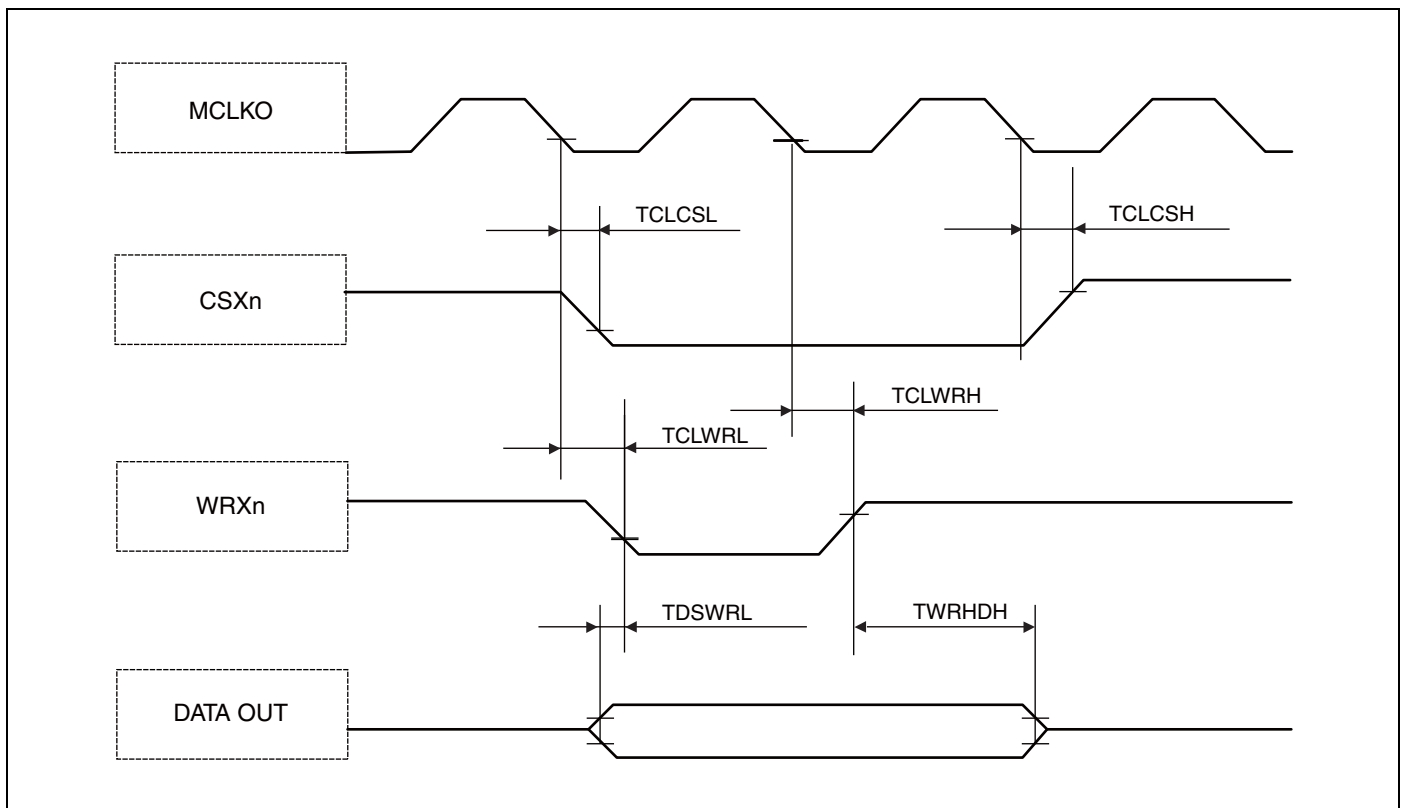 MCLKO
TCLCSL
TCLCSH
CSXn
TCLWRH
TCLWRL
WRXn
TDSWRL
TWRHDH
DATA OUT